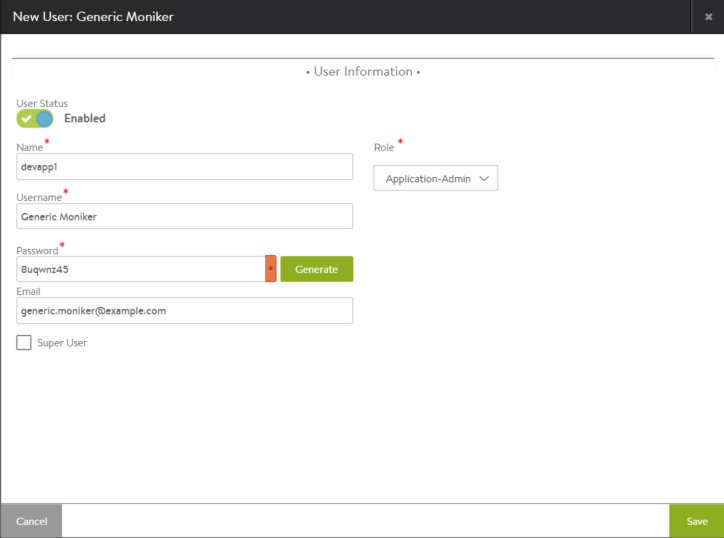 New User: Generic Moniker
• User Information •
User Status
Enabled
Name*
Role *
devapp1
Application-Admin
Username*
Generic Moniker
Password*
8uqwnz45 * Generate
Email
generic.moniker@example.com
Super User
Cancel
Save